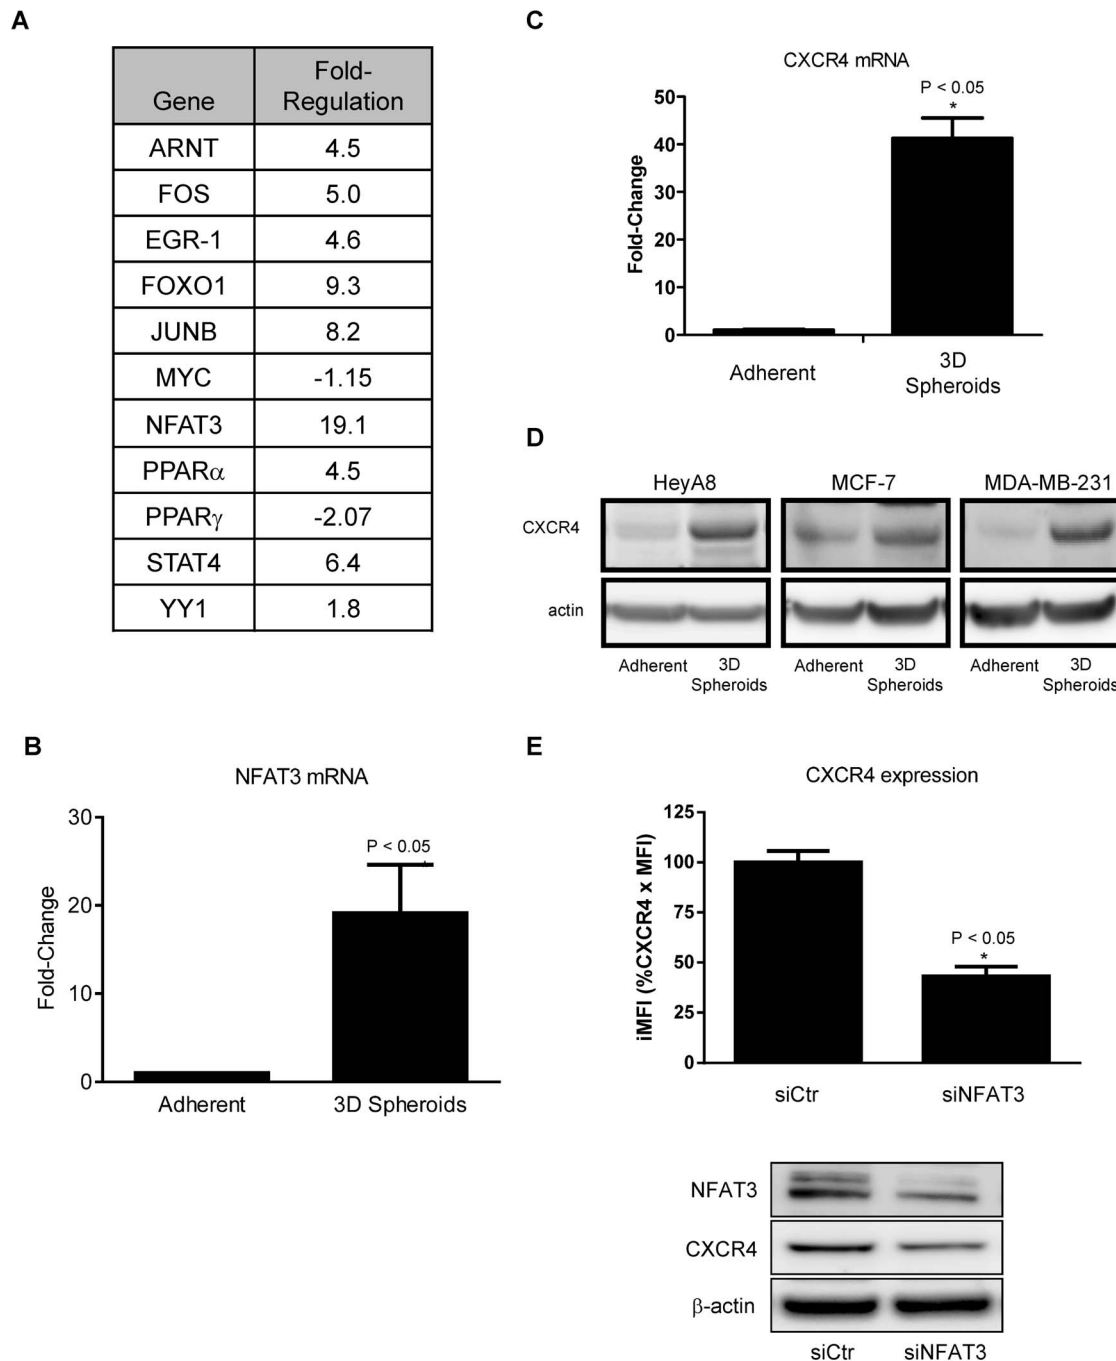 A
Gene Fold-
Regulation
ARNT 4.5
FOS 5.0
EGR-1 4.6
FOXO1 9.3
JUNB 8.2
MYC -1.15
NFAT3 19.1
PPARα 4.5
PPARγ -2.07
STAT4 6.4
YY1 1.8
B
NFAT3 mRNA
Fold-Change
30
20
10
0
P < 0.05
Adherent 3D Spheroids
C
CXCR4 mRNA
Fold-Change
50
40
30
20
10
0
P < 0.05
*
Adherent 3D
Spheroids
D
HeyA8 MCF-7 MDA-MB-231
CXCR4
actin
Adherent 3D Adherent 3D Adherent 3D
Spheroids Spheroids Spheroids
E
CXCR4 expression
iMFI (%CXCR4 x MFI)
125
100
75
50
25
0
P < 0.05
*
siCtr siNFAT3
NFAT3
CXCR4
β-actin
siCtr siNFAT3